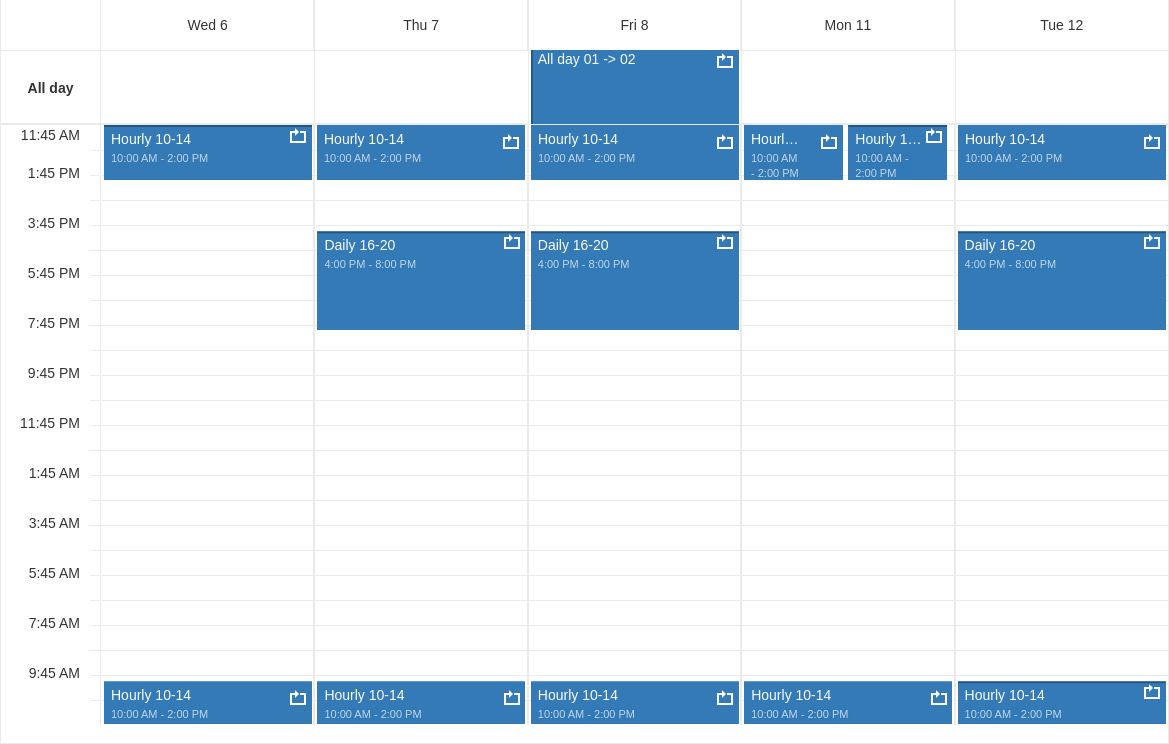 Wed 6
Thu 7
Fri 8
Mon 11
Tue 12
All day
All day 01 -> 02
11:45 AM
1:45 PM
3:45 PM
5:45 PM
7:45 PM
9:45 PM
11:45 PM
1:45 AM
3:45 AM
5:45 AM
7:45 AM
9:45 AM
Hourly 10-14
10:00 AM - 2:00 PM
Hourly 10-14
10:00 AM - 2:00 PM
Hourly 10-14
10:00 AM - 2:00 PM
Hourl…
10:00 AM
- 2:00 PM
Hourly 1…
10:00 AM -
2:00 PM
Hourly 10-14
10:00 AM - 2:00 PM
Daily 16-20
4:00 PM - 8:00 PM
Daily 16-20
4:00 PM - 8:00 PM
Daily 16-20
4:00 PM - 8:00 PM
Hourly 10-14
10:00 AM - 2:00 PM
Hourly 10-14
10:00 AM - 2:00 PM
Hourly 10-14
10:00 AM - 2:00 PM
Hourly 10-14
10:00 AM - 2:00 PM
Hourly 10-14
10:00 AM - 2:00 PM